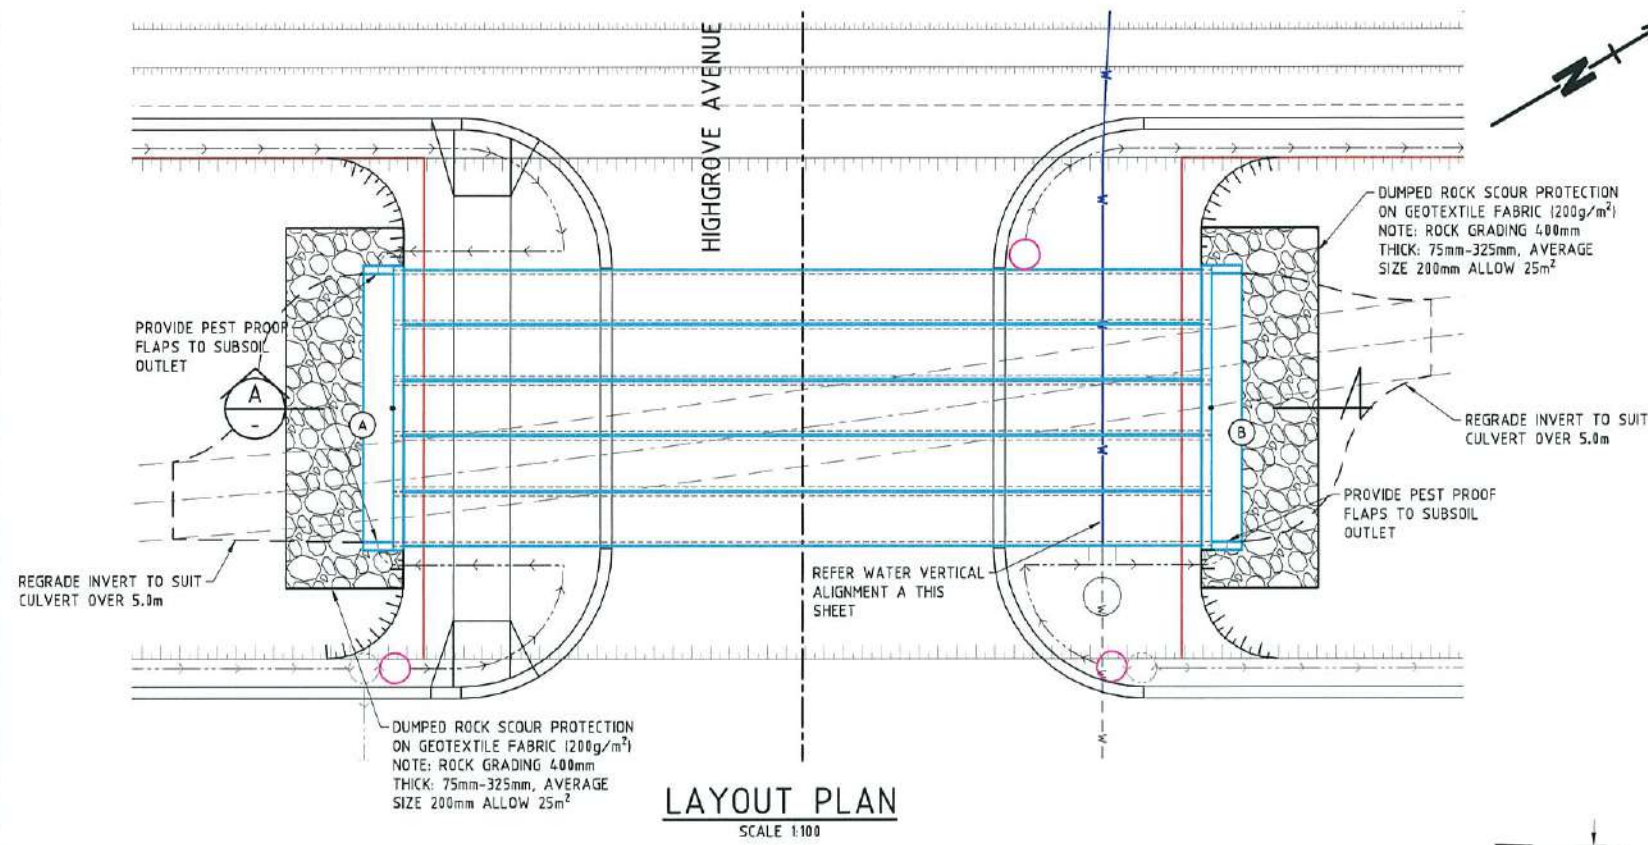 HIGHGROVE AVENUE
N
DUMPED ROCK SCOUR PROTECTION
ON GEOTEXTILE FABRIC (200g/m²)
NOTE: ROCK GRADING 400mm
THICK: 75mm-325mm, AVERAGE
SIZE 200mm ALLOW 25m²
PROVIDE PEST PROOF
FLAPS TO SUBSOIL
OUTLET
A
-
A
B
REGRADE INVERT TO SUIT
CULVERT OVER 5.0m
PROVIDE PEST PROOF
FLAPS TO SUBSOIL
OUTLET
REGRADE INVERT TO SUIT
CULVERT OVER 5.0m
REFER WATER VERTICAL
ALIGNMENT A THIS
SHEET
W
W
W
W
W
W
W
DUMPED ROCK SCOUR PROTECTION
ON GEOTEXTILE FABRIC (200g/m²)
NOTE: ROCK GRADING 400mm
THICK: 75mm-325mm, AVERAGE
SIZE 200mm ALLOW 25m²
LAYOUT PLAN
SCALE 1:100